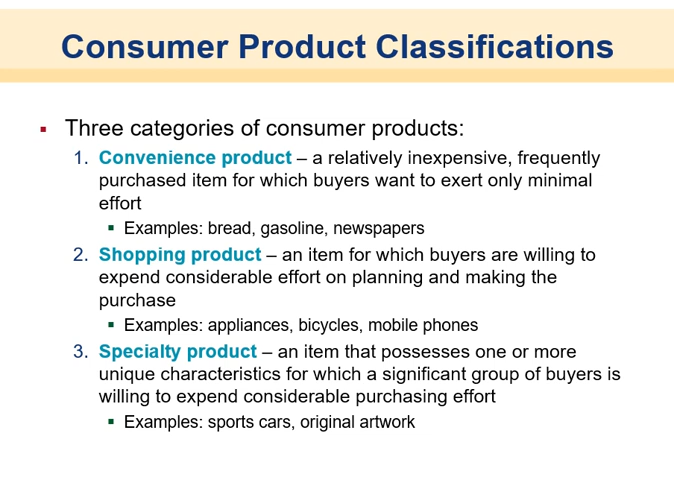 Consumer Product Classifications
▪ Three categories of consumer products:
1. Convenience product – a relatively inexpensive, frequently
purchased item for which buyers want to exert only minimal
effort
▪ Examples: bread, gasoline, newspapers
2. Shopping product – an item for which buyers are willing to
expend considerable effort on planning and making the
purchase
▪ Examples: appliances, bicycles, mobile phones
3. Specialty product – an item that possesses one or more
unique characteristics for which a significant group of buyers is
willing to expend considerable purchasing effort
▪ Examples: sports cars, original artwork